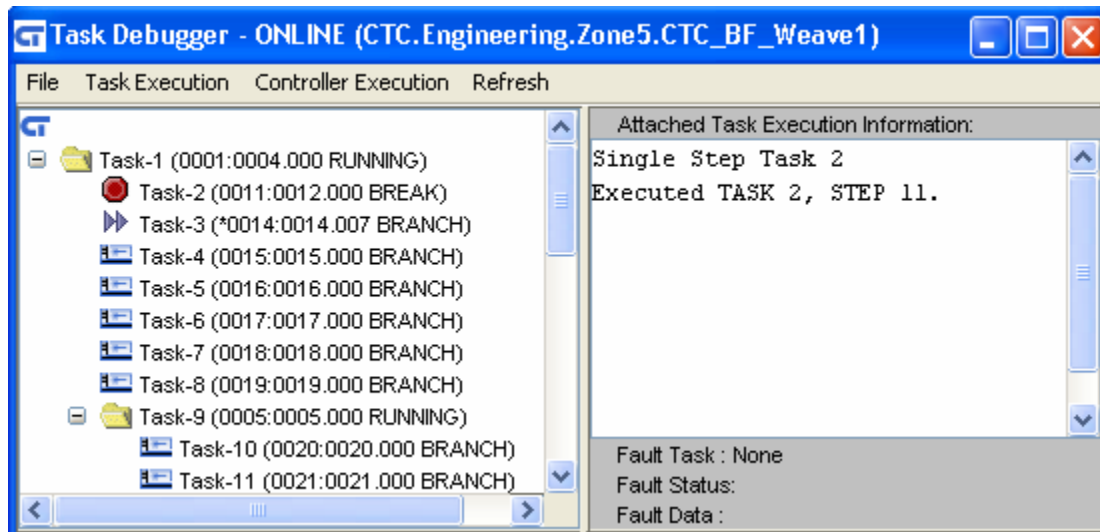 CT Task Debugger - ONLINE (CTC.Engineering.Zone5.CTC_BF_Weave1)
File Task Execution Controller Execution Refresh
CT
Task-1 (0001:0004.000 RUNNING)
Task-2 (0011:0012.000 BREAK)
Task-3 (*0014:0014.007 BRANCH)
Task-4 (0015:0015.000 BRANCH)
Task-5 (0016:0016.000 BRANCH)
Task-6 (0017:0017.000 BRANCH)
Task-7 (0018:0018.000 BRANCH)
Task-8 (0019:0019.000 BRANCH)
Task-9 (0005:0005.000 RUNNING)
Task-10 (0020:0020.000 BRANCH)
Task-11 (0021:0021.000 BRANCH)
Attached Task Execution Information:
Single Step Task 2
Executed TASK 2, STEP 11.
Fault Task : None
Fault Status:
Fault Data :